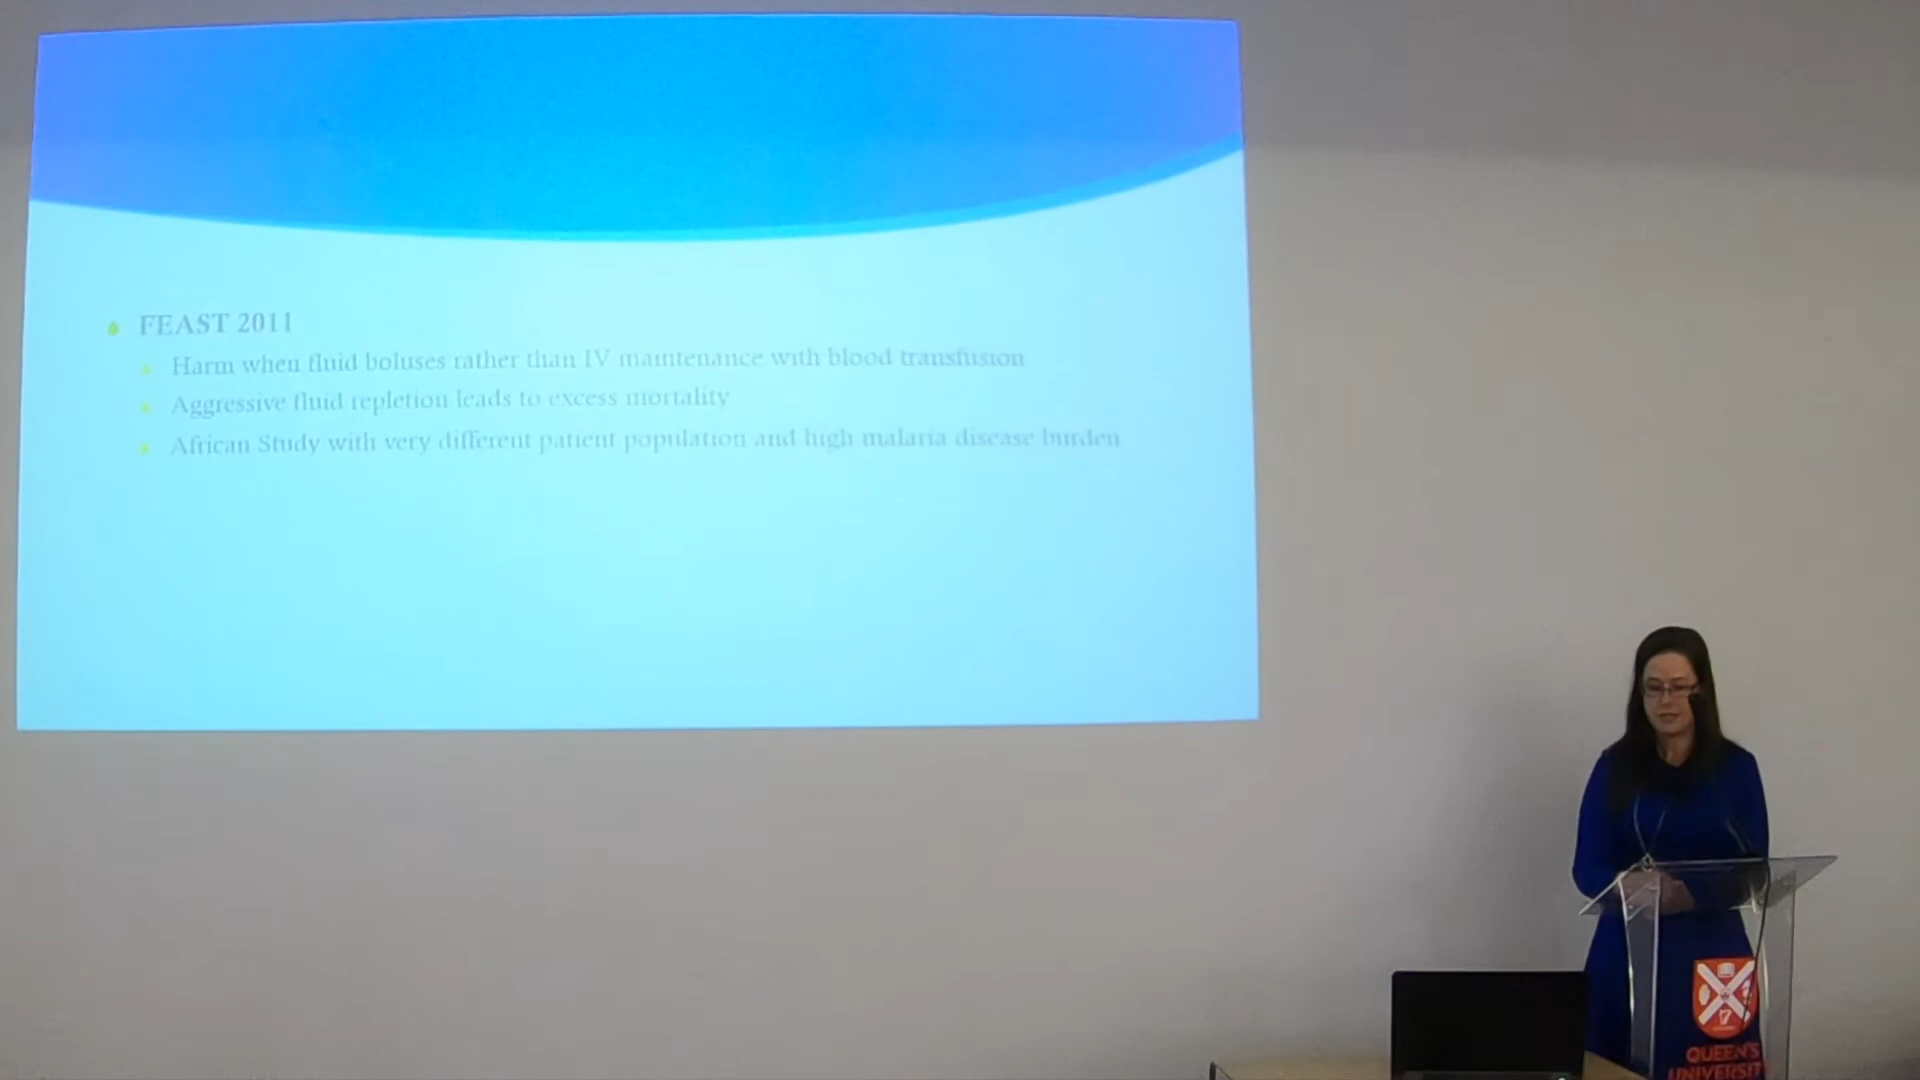 FEAST 2011
Harm when fluid boluses rather than IV maintenance with blood transfusion
Aggressive fluid repletion leads to excess mortality
African Study with very different patient population and high malaria disease burden
QUEEN'S
UNIVERSITY